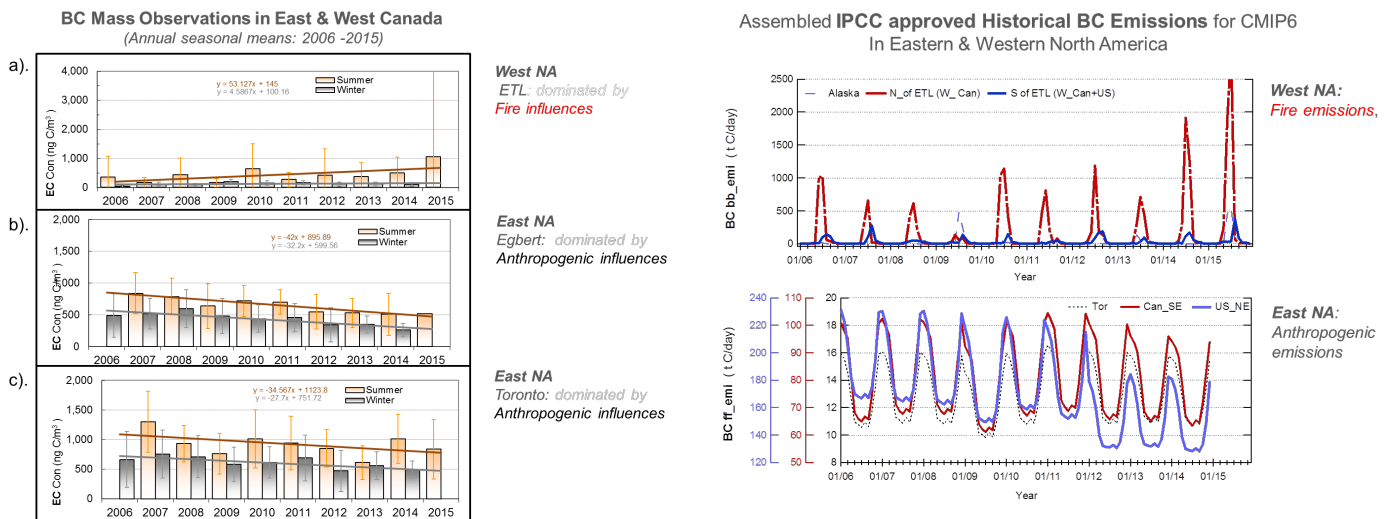 BC Mass Observations in East & West Canada
(Annual seasonal means: 2006 -2015)
a).
4,000
3,000
2,000
1,000
0
EC Con (ng C/m³ )
y = 53.127x + 145
y = 4.5867x + 100.16
Summer
Winter
2006 2007 2008 2009 2010 2011 2012 2013 2014 2015
West NA
ETL: dominated by
Fire influences
b)
2,000
1,500
1,000
500
0
EC Con (ng C/m³ )
y = -42x + 895.89
y = -32.2x + 599.56
Summer
Winter
2006 2007 2008 2009 2010 2011 2012 2013 2014 2015
East NA
Egbert: dominated by
Anthropogenic influences
c)
2,000
1,500
1,000
500
0
EC Con (ng C/m³ )
y = -34.567x + 1123.8
y = -27.7x + 751.72
Summer
Winter
2006 2007 2008 2009 2010 2011 2012 2013 2014 2015
East NA
Toronto: dominated by
Anthropogenic influences
Assembled IPCC approved Historical BC Emissions for CMIP6
In Eastern & Western North America
BC bb_emi ( t C/day)
2500
2000
1500
1000
500
0
Alaska N_of ETL (W_ Can) S of ETL (W_Can+US)
01/06 01/07 01/08 01/09 01/10 01/11 01/12 01/13 01/14 01/15
Year
West NA:
Fire emissions,
BC ff_emi ( t C/day)
240 220 200 180 160 140 120
110 100 90 80 70 60 50
20 18 16 14 12 10 8
Tor Can_SE US_NE
01/06 01/07 01/08 01/09 01/10 01/11 01/12 01/13 01/14 01/15
Year
East NA:
Anthropogenic
emissions